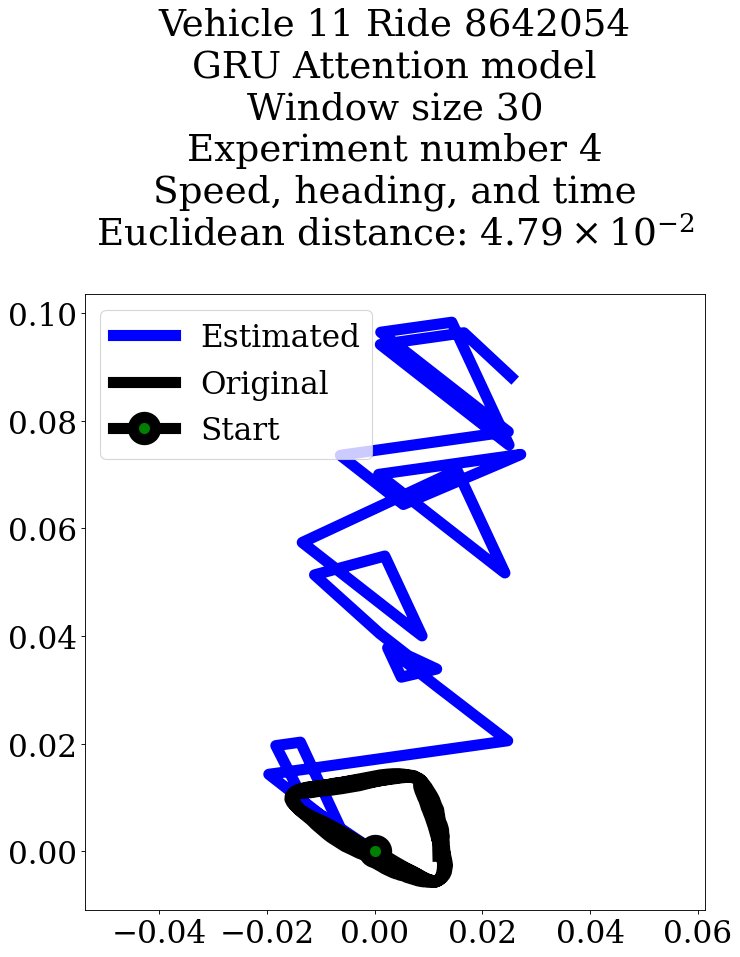 Vehicle 11 Ride 8642054
GRU Attention model
Window size 30
Experiment number 4
Speed, heading, and time
Euclidean distance: 4.79 × 10⁻²
Estimated
Original
Start
0.10
0.08
0.06
0.04
0.02
0.00
−0.04 −0.02 0.00 0.02 0.04 0.06